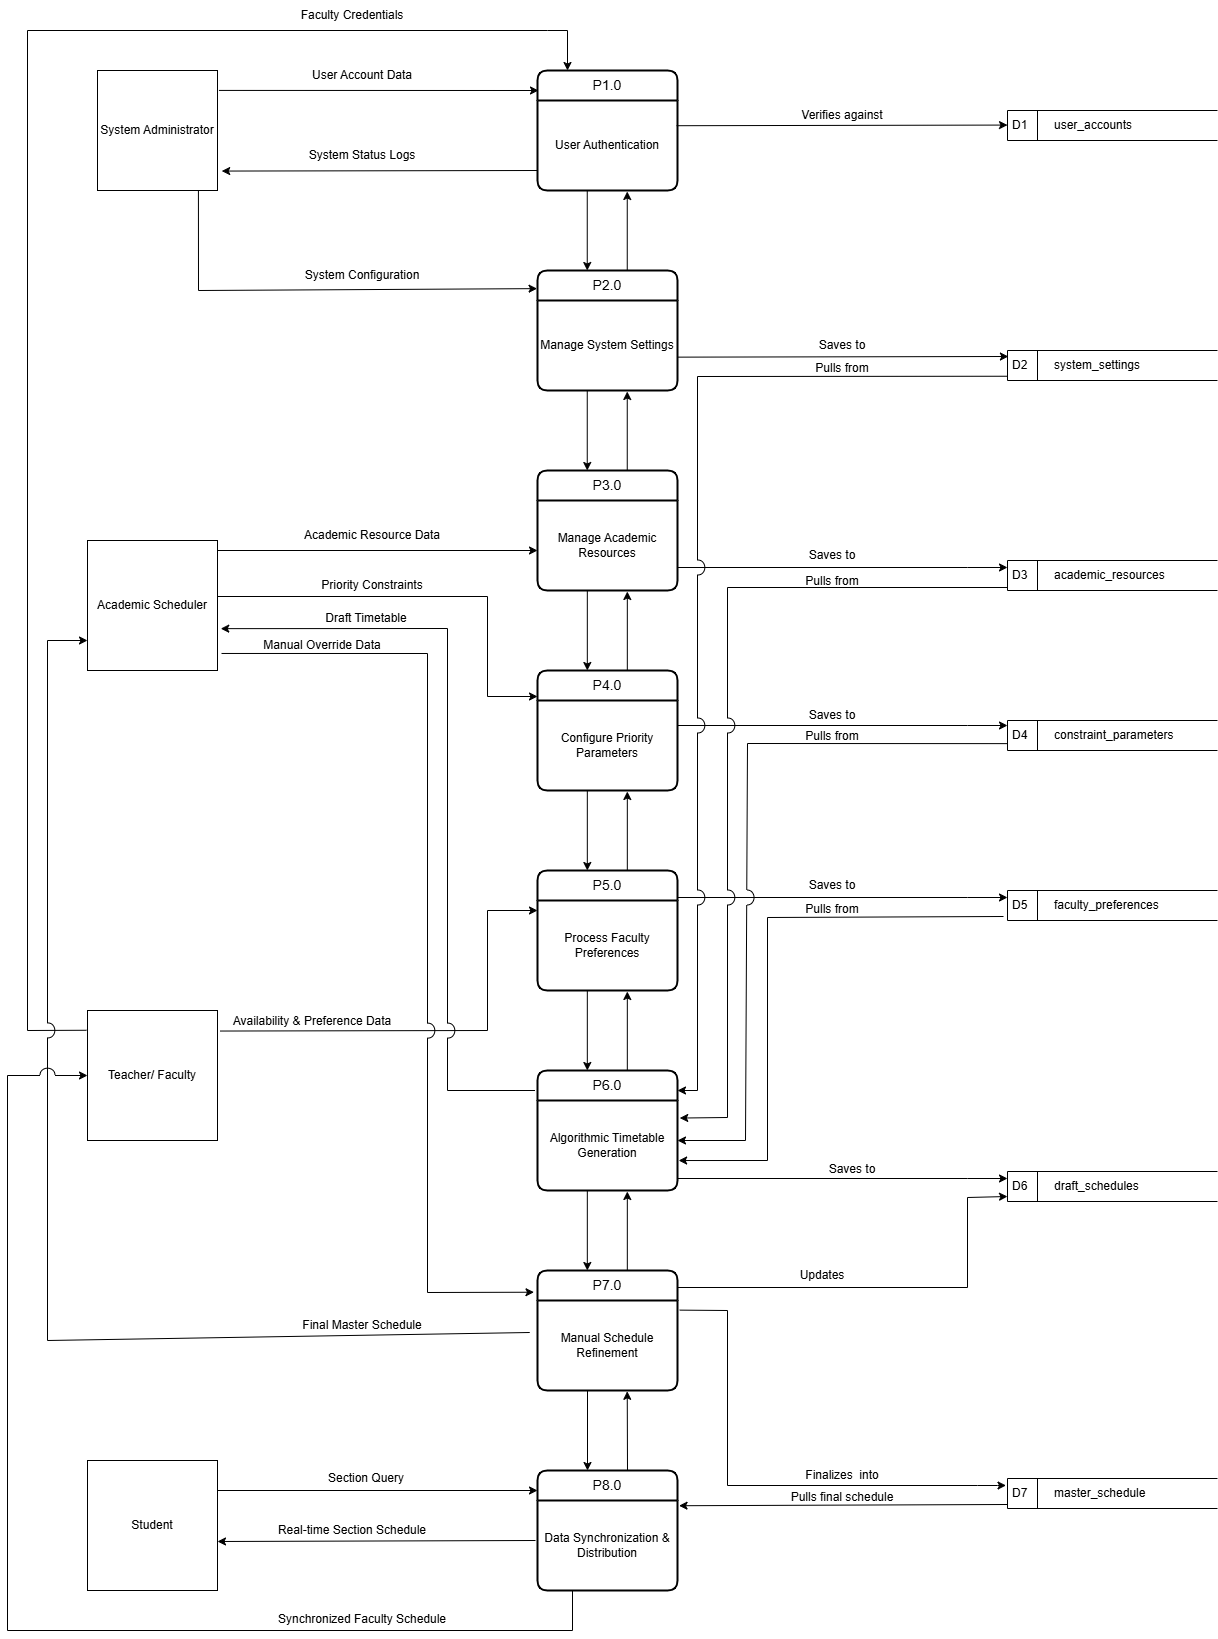 Faculty Credentials
User Account Data
P1.0
System Administrator
User Authentication
Verifies against
D1
user_accounts
System Status Logs
System Configuration
P2.0
Manage System Settings
Saves to
Pulls from
D2
system_settings
P3.0
Academic Resource Data
Manage Academic
Resources
Saves to
Pulls from
D3
academic_resources
Academic Scheduler
Priority Constraints
Draft Timetable
Manual Override Data
P4.0
Configure Priority
Parameters
Saves to
Pulls from
D4
constraint_parameters
P5.0
Process Faculty
Preferences
Saves to
Pulls from
D5
faculty_preferences
Availability & Preference Data
Teacher/ Faculty
P6.0
Algorithmic Timetable
Generation
Saves to
D6
draft_schedules
P7.0
Updates
Manual Schedule
Refinement
Final Master Schedule
Section Query
P8.0
Finalizes  into
Pulls final schedule
D7
master_schedule
Student
Real-time Section Schedule
Data Synchronization &
Distribution
Synchronized Faculty Schedule